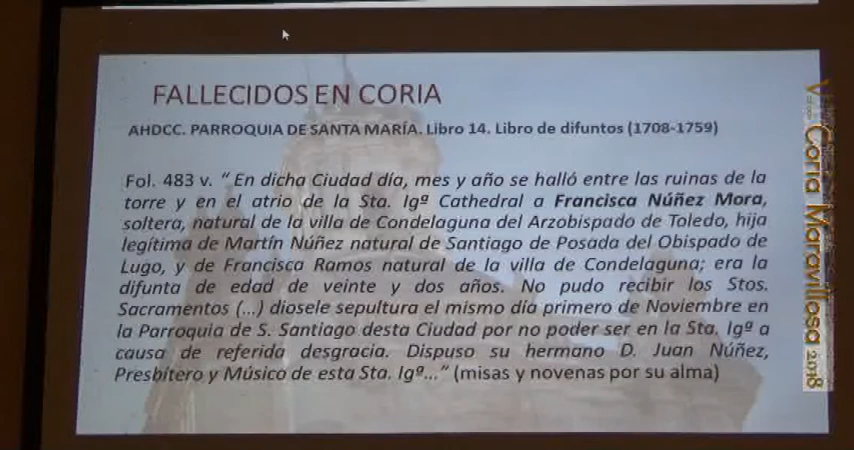 FALLECIDOS EN CORIA
AHDCC. PARROQUIA DE SANTA MARÍA. Libro 14. Libro de difuntos (1708-1759)
Fol. 483 v. “ En dicha Ciudad día, mes y año se halló entre las ruinas de la
torre y en el atrio de la Sta. Igª Cathedral a Francisca Núñez Mora,
soltera, natural de la villa de Condelaguna del Arzobispado de Toledo, hija
legítima de Martín Núñez natural de Santiago de Posada del Obispado de
Lugo, y de Francisca Ramos natural de la villa de Condelaguna; era la
difunta de edad de veinte y dos años. No pudo recibir los Stos.
Sacramentos (...) diosele sepultura el mismo día primero de Noviembre en
la Parroquia de S. Santiago desta Ciudad por no poder ser en la Sta. Igª a
causa de referida desgracia. Dispuso su hermano D. Juan Núñez,
Presbítero y Músico de esta Sta. Igª...” (misas y novenas por su alma)
Coria Maravillosa 2018